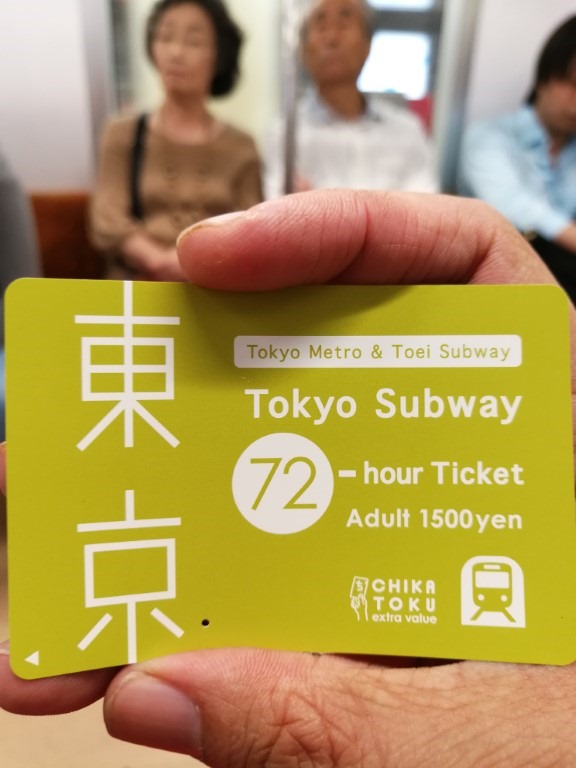 東京
Tokyo Metro & Toei Subway
Tokyo Subway
72-hour Ticket
Adult 1500yen
CHIKA
TOKU
extra value